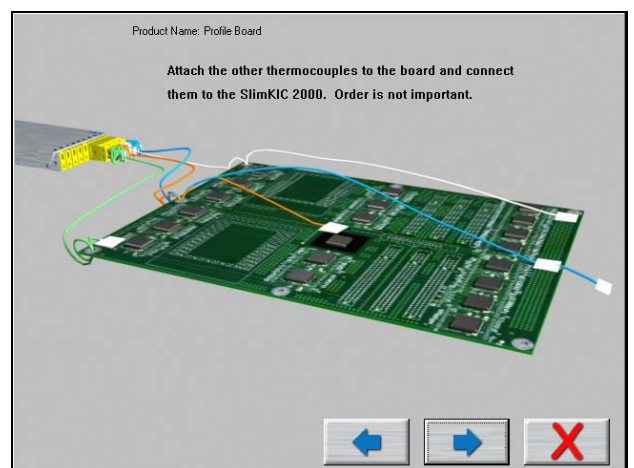 Product Name: Profile Board
Attach the other thermocouples to the board and connect
them to the SlimKIC 2000. Order is not important.